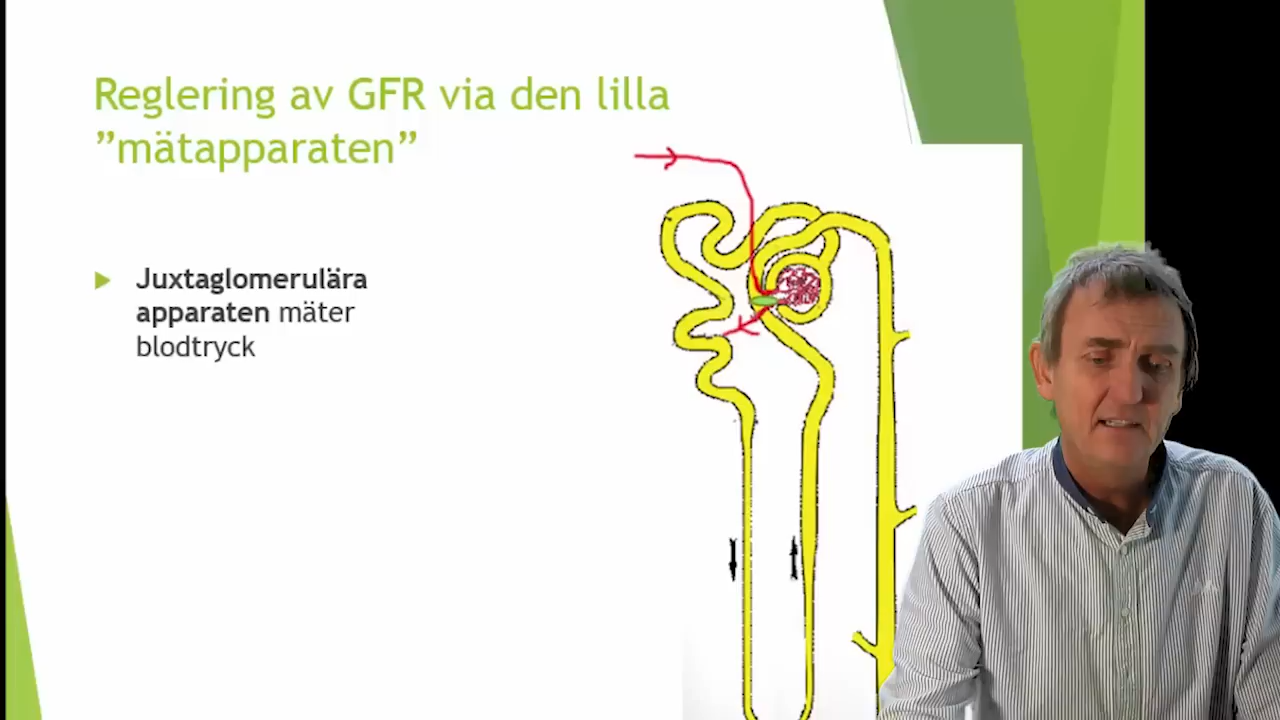 Reglering av GFR via den lilla
”mätapparaten”
Juxtaglomerulära
apparaten mäter
blodtryck